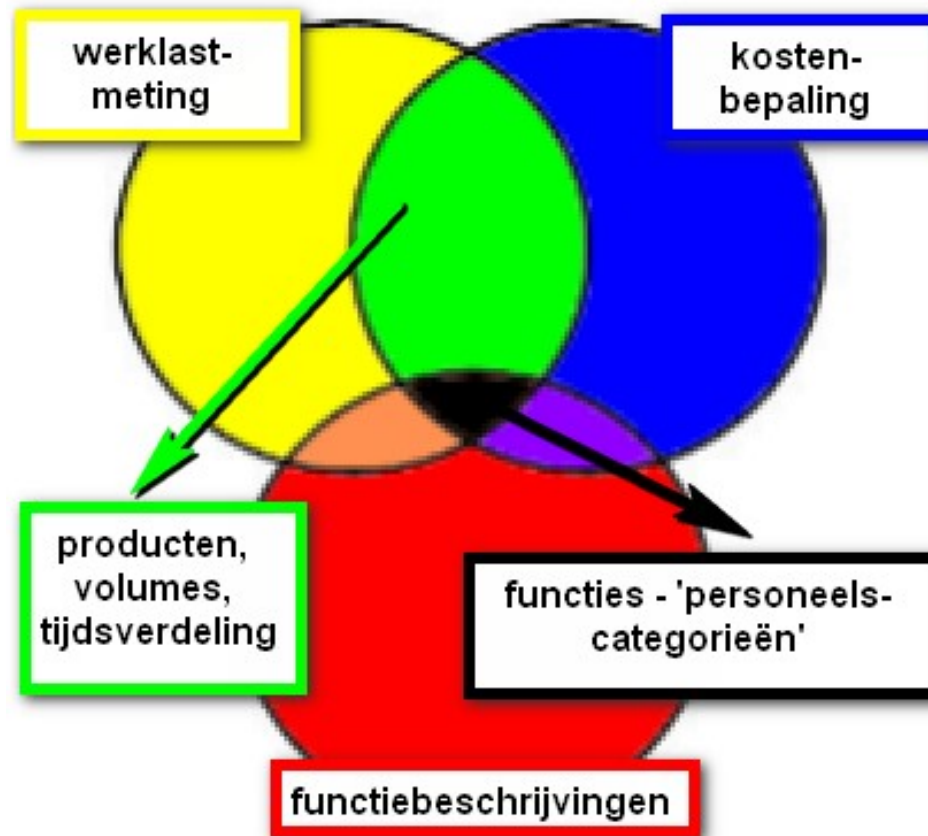 werklast-
meting
kosten-
bepaling
producten,
volumes,
tijdsverdeling
functies - 'personeels-
categorieën'
functiebeschrijvingen